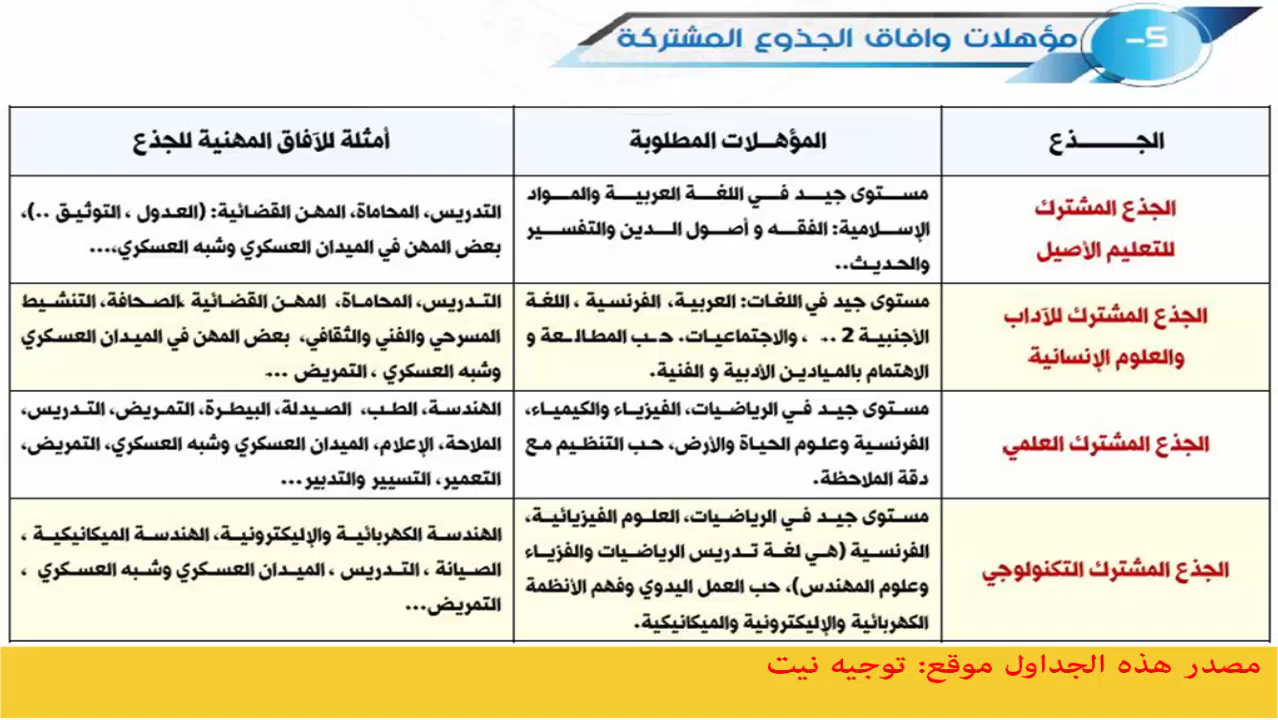 5- مؤهلات وافاق الجذوع المشتركة
الجـــــــذع
المؤهـــلات المطلوبة
أمثلة للآفاق المهنية للجذع
الجذع المشترك
للتعليم الأصيل
مستوى جيد في اللغة العربية والمواد
الإسلامية: الفقه و أصول الدين والتفسير
والحديث..
التدريس، المحاماة، المهن القضائية: (العدول ، التوثيق ..)،
بعض المهن في الميدان العسكري وشبه العسكري،...
الجذع المشترك للآداب
والعلوم الإنسانية
مستوى جيد في اللغات: العربية، الفرنسية ، اللغة
الأجنبية 2 .. ، والاجتماعيات. حب المطالعة و
الاهتمام بالميادين الأدبية و الفنية.
التدريس، المحاماة، المهن القضائية ،الصحافة، التنشيط
المسرحي والفني والثقافي، بعض المهن في الميدان العسكري
وشبه العسكري ، التمريض ...
الجذع المشترك العلمي
مستوى جيد في الرياضيات، الفيزياء والكيمياء،
الفرنسية وعلوم الحياة والأرض، حب التنظيم مع
دقة الملاحظة.
الهندسة، الطب، الصيدلة، البيطرة، التمريض، التدريس،
الملاحة، الإعلام، الميدان العسكري وشبه العسكري، التمريض،
التعمير، التسيير والتدبير...
الجذع المشترك التكنولوجي
مستوى جيد في الرياضيات، العلوم الفيزيائية،
الفرنسية (هي لغة تدريس الرياضيات والفزياء
وعلوم المهندس)، حب العمل اليدوي وفهم الأنظمة
الكهربائية والإليكترونية والميكانيكية.
الهندسة الكهربائية والإليكترونية، الهندسة الميكانيكية ،
الصيانة ، التدريس ، الميدان العسكري وشبه العسكري ،
التمريض...
مصدر هذه الجداول موقع: توجيه نيت